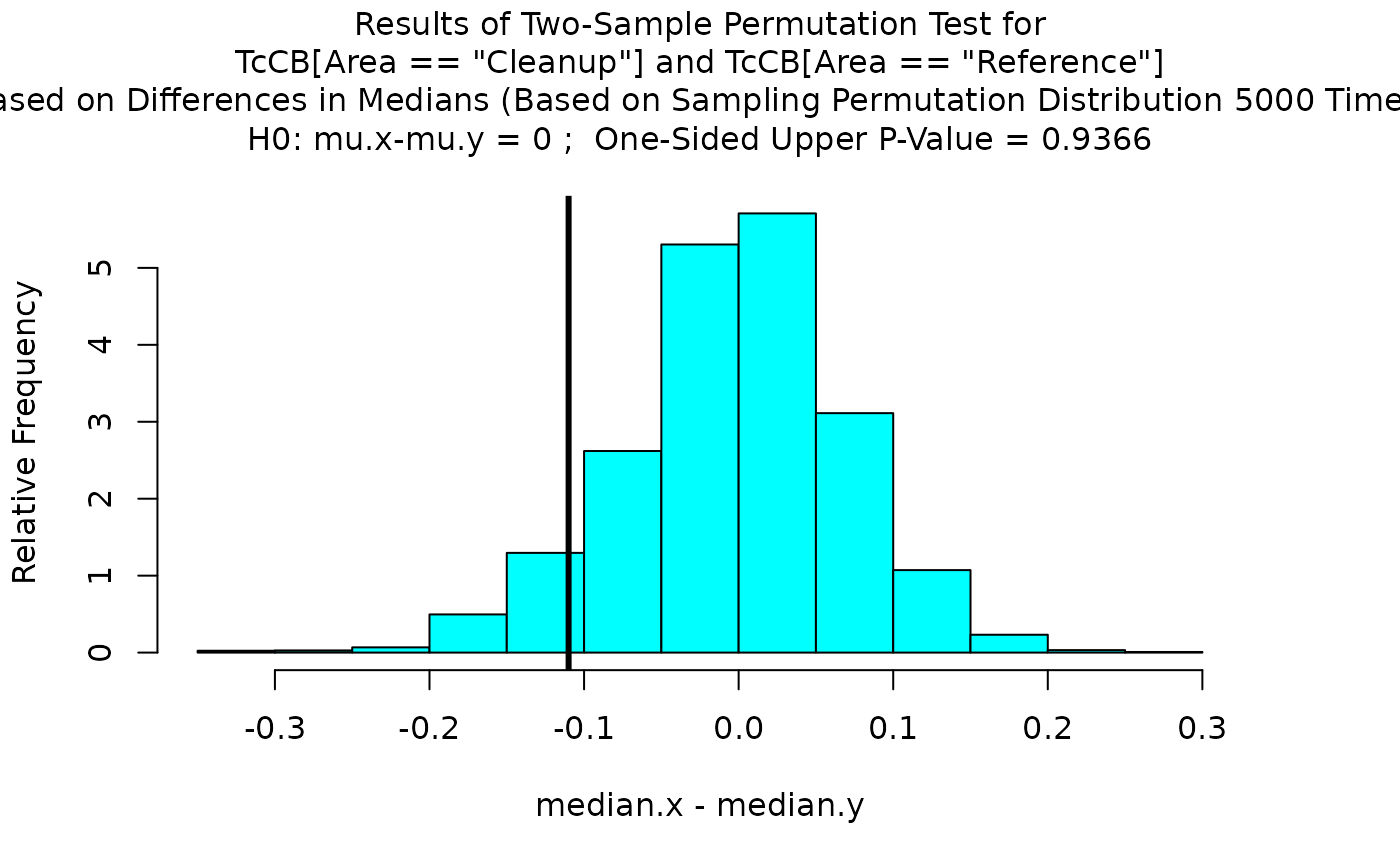 Results of Two-Sample Permutation Test for
TcCB[Area == "Cleanup"] and TcCB[Area == "Reference"]
ased on Differences in Medians (Based on Sampling Permutation Distribution 5000 Time
H0: mu.x-mu.y = 0 ;  One-Sided Upper P-Value = 0.9366
Relative Frequency
5
4
3
2
1
0
-0.3 -0.2 -0.1 0.0 0.1 0.2 0.3
median.x - median.y